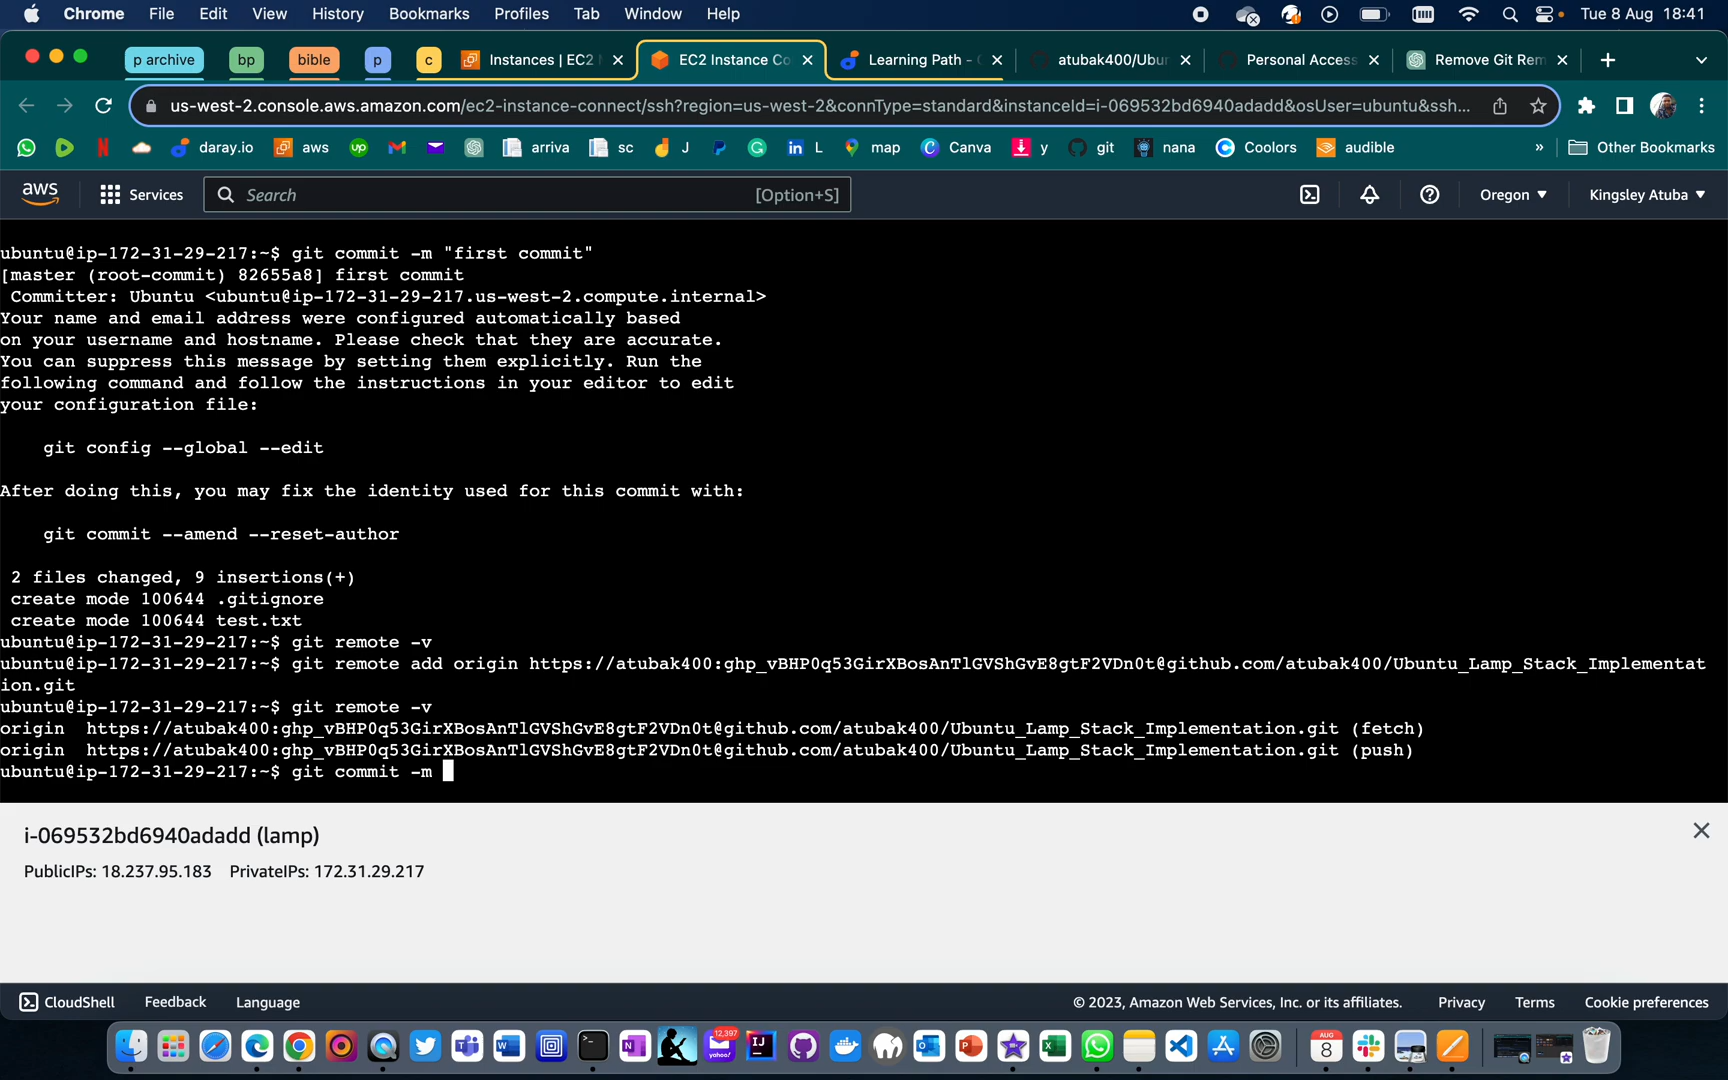 Chrome File Edit View History Bookmarks Profiles Tab Window Help Tue 8 Aug 18:41
p archive bp bible p c Instances | EC2 EC2 Instance Co Learning Path - atubak400/Ubun Personal Access Remove Git Rem
us-west-2.console.aws.amazon.com/ec2-instance-connect/ssh?region=us-west-2&connType=standard&instanceId=i-069532bd6940adadd&osUser=ubuntu&ssh...
daray.io aws arriva sc J L map Canva y git nana Coolors audible » Other Bookmarks
aws Services Search [Option+S] Oregon Kingsley Atuba
ubuntu@ip-172-31-29-217:~$ git commit -m "first commit"
[master (root-commit) 82655a8] first commit
Committer: Ubuntu <ubuntu@ip-172-31-29-217.us-west-2.compute.internal>
Your name and email address were configured automatically based
on your username and hostname. Please check that they are accurate.
You can suppress this message by setting them explicitly. Run the
following command and follow the instructions in your editor to edit
your configuration file:
git config --global --edit
After doing this, you may fix the identity used for this commit with:
git commit --amend --reset-author
2 files changed, 9 insertions(+)
create mode 100644 .gitignore
create mode 100644 test.txt
ubuntu@ip-172-31-29-217:~$ git remote -v
ubuntu@ip-172-31-29-217:~$ git remote add origin https://atubak400: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@github.com/atubak400/Ubuntu_Lamp_Stack_Implementat
ion.git
ubuntu@ip-172-31-29-217:~$ git remote -v
origin https://atubak400: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@github.com/atubak400/Ubuntu_Lamp_Stack_Implementation.git (fetch)
origin https://atubak400: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@github.com/atubak400/Ubuntu_Lamp_Stack_Implementation.git (push)
ubuntu@ip-172-31-29-217:~$ git commit -m
i-069532bd6940adadd (lamp)
PublicIPs: 18.237.95.183 PrivateIPs: 172.31.29.217
CloudShell Feedback Language © 2023, Amazon Web Services, Inc. or its affiliates. Privacy Terms Cookie preferences
12,397
AUG
8